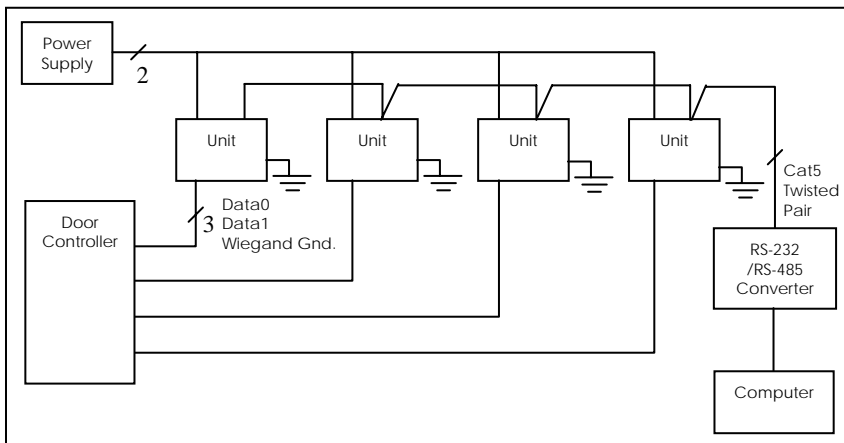 Power
Supply
2
Unit
Unit
Unit
Unit
Cat5
Twisted
Pair
3
Data0
Data1
Wiegand Gnd.
Door
Controller
RS-232
/RS-485
Converter
Computer